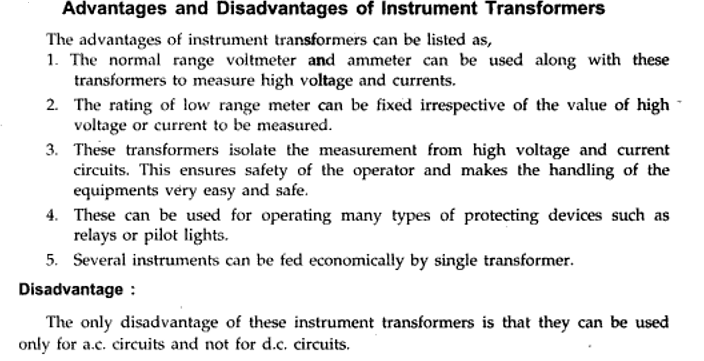 Advantages and Disadvantages of Instrument Transformers
The advantages of instrument transformers can be listed as,
1. The normal range voltmeter and ammeter can be used along with these
transformers to measure high voltage and currents.
2. The rating of low range meter can be fixed irrespective of the value of high
voltage or current to be measured.
3. These transformers isolate the measurement from high voltage and current
circuits. This ensures safety of the operator and makes the handling of the
equipments very easy and safe.
4. These can be used for operating many types of protecting devices such as
relays or pilot lights.
5. Several instruments can be fed economically by single transformer.
Disadvantage :
The only disadvantage of these instrument transformers is that they can be used
only for a.c. circuits and not for d.c. circuits.